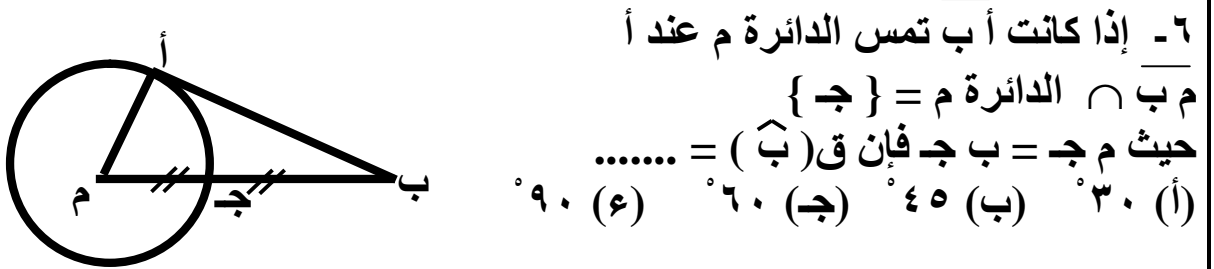 ٦- إذا كانت أ ب تمس الدائرة م عند أ
م ب ∩ الدائرة م = { جـ }
حيث م جـ = ب جـ فإن ق( ب̂ ) = .......
(أ) ٣٠° (ب) ٤٥° (جـ) ٦٠° (ء) ٩٠°
أ
م
جـ
ب